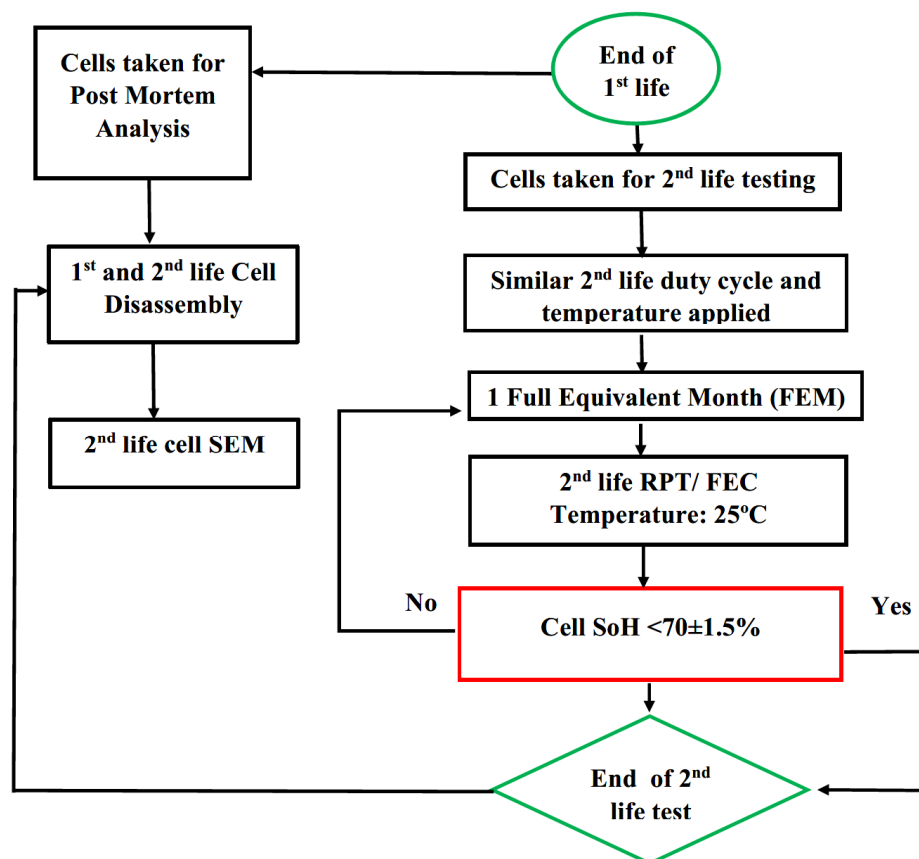 End of
1st life
Cells taken for
Post Mortem
Analysis
Cells taken for 2nd life testing
1st and 2nd life Cell
Disassembly
Similar 2nd life duty cycle and
temperature applied
1 Full Equivalent Month (FEM)
2nd life cell SEM
2nd life RPT/ FEC
Temperature: 25ºC
No
Yes
Cell SoH <70±1.5%
End of 2nd
life test